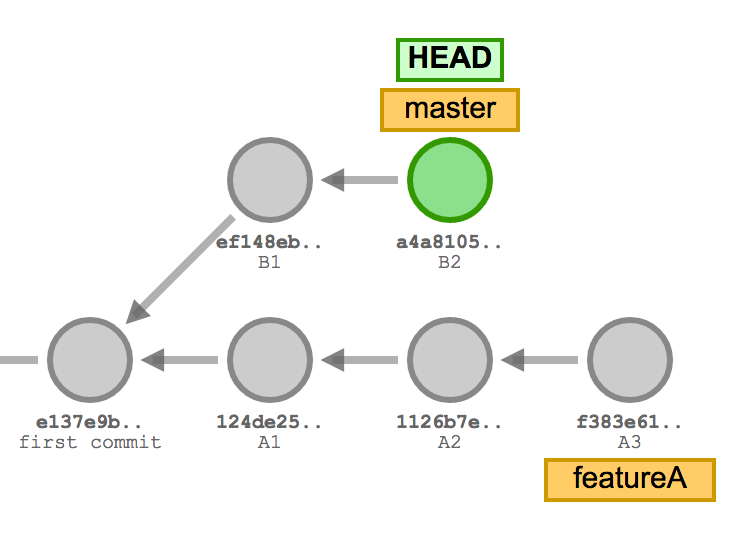 HEAD
master
ef148eb..
B1
a4a8105..
B2
e137e9b..
first commit
124de25..
A1
1126b7e..
A2
f383e61..
A3
featureA